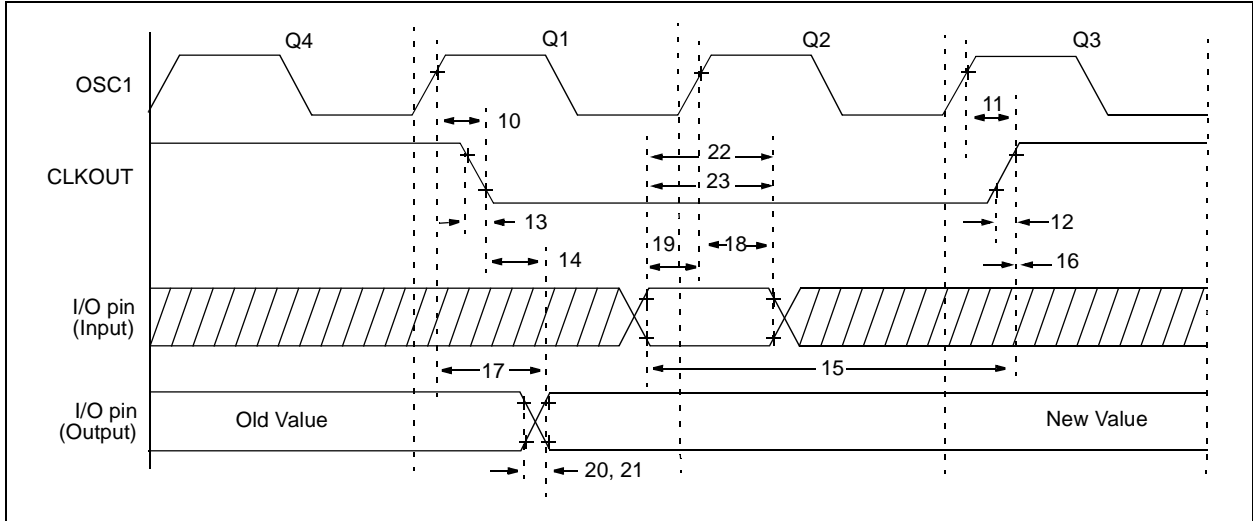 Q4
Q1
Q2
Q3
OSC1
10
11
22
CLKOUT
23
13
12
19
18
14
16
I/O pin
(Input)
17
15
I/O pin
(Output)
Old Value
New Value
20, 21